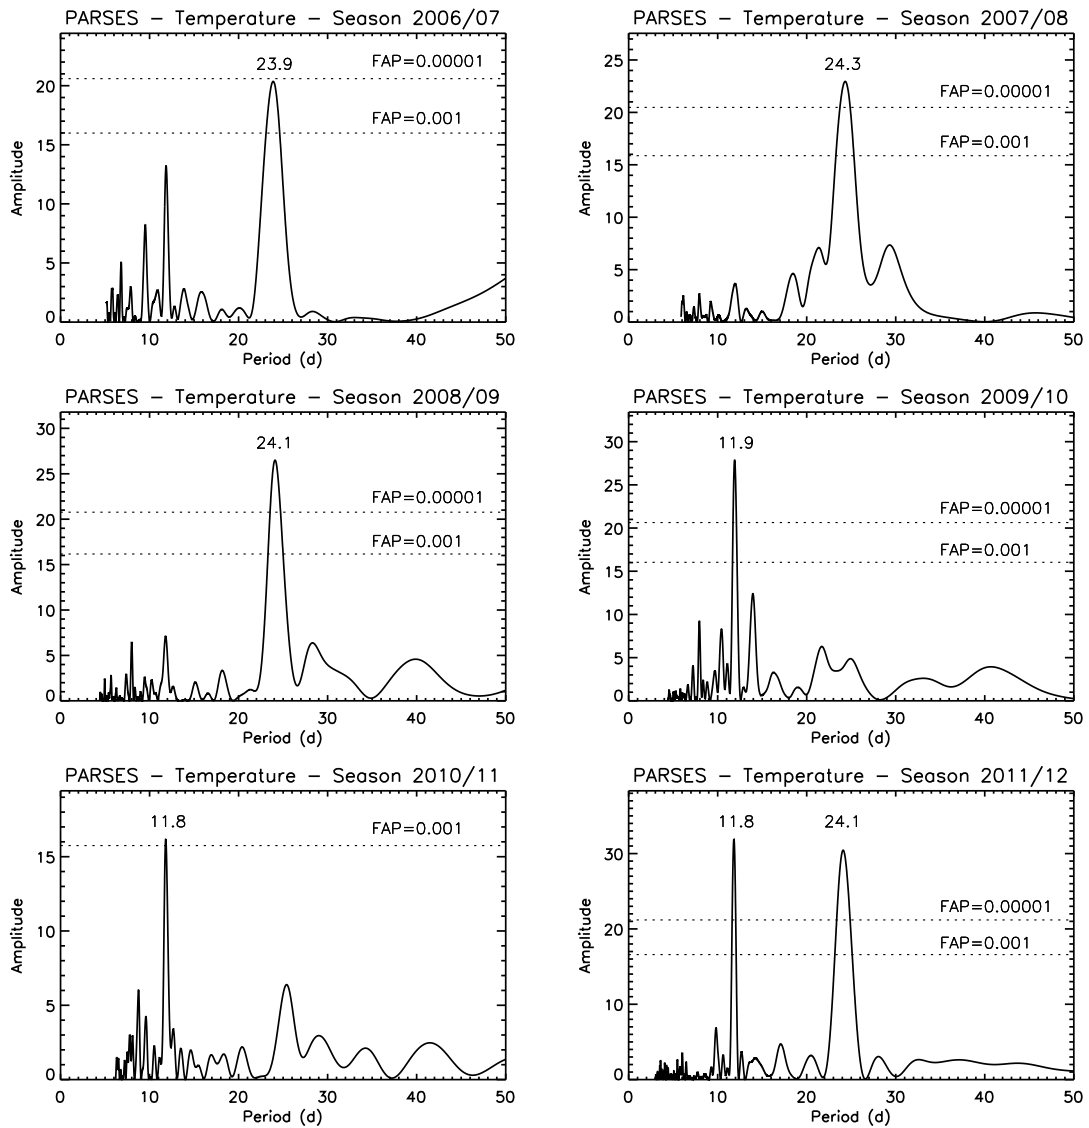 PARSES – Temperature – Season 2006/07
23.9
FAP=0.00001
FAP=0.001
Amplitude
20
15
10
5
0
0 10 20 30 40 50
Period (d)
PARSES – Temperature – Season 2007/08
24.3
FAP=0.00001
FAP=0.001
Amplitude
25
20
15
10
5
0
0 10 20 30 40 50
Period (d)
PARSES – Temperature – Season 2008/09
24.1
FAP=0.00001
FAP=0.001
Amplitude
30
25
20
15
10
5
0
0 10 20 30 40 50
Period (d)
PARSES – Temperature – Season 2009/10
11.9
FAP=0.00001
FAP=0.001
Amplitude
30
25
20
15
10
5
0
0 10 20 30 40 50
Period (d)
PARSES – Temperature – Season 2010/11
11.8
FAP=0.001
Amplitude
15
10
5
0
0 10 20 30 40 50
Period (d)
PARSES – Temperature – Season 2011/12
11.8 24.1
FAP=0.00001
FAP=0.001
Amplitude
30
20
10
0
0 10 20 30 40 50
Period (d)